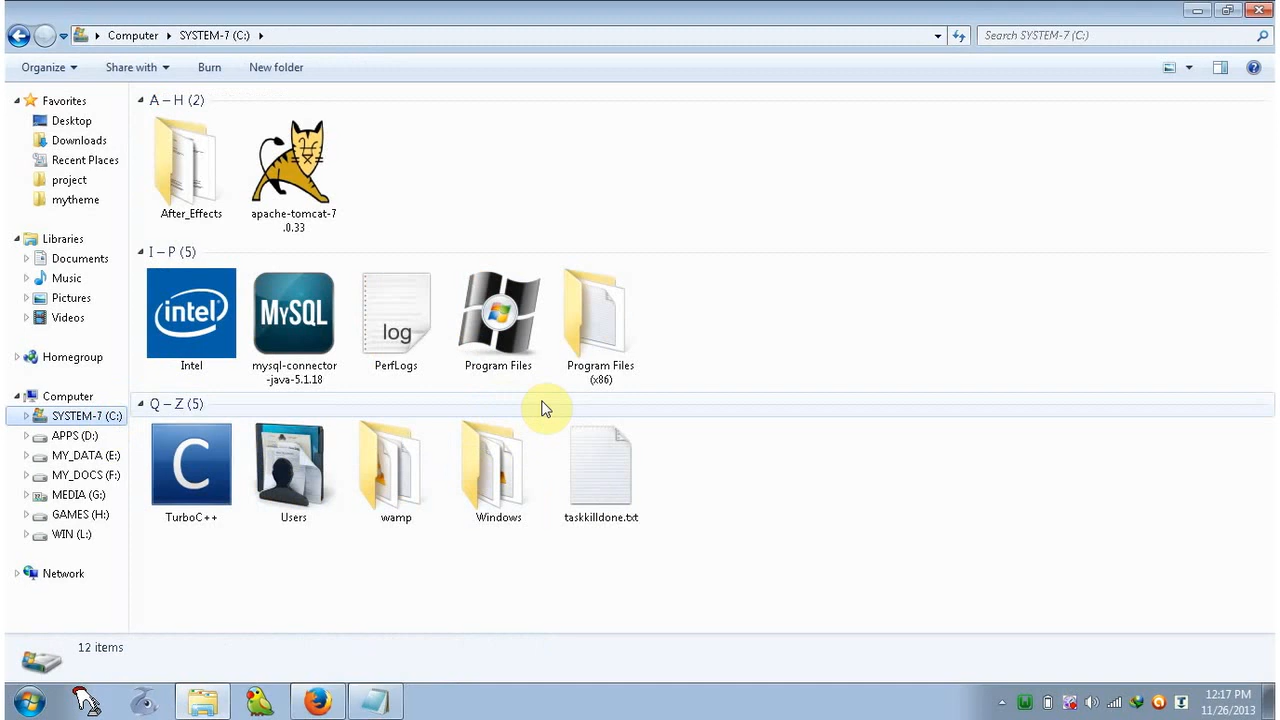 Computer
SYSTEM-7 (C:)
Search SYSTEM-7 (C:)
Organize
Share with
Burn
New folder
Favorites
Desktop
Downloads
Recent Places
project
mytheme
Libraries
Documents
Music
Pictures
Videos
Homegroup
Computer
SYSTEM-7 (C:)
APPS (D:)
MY_DATA (E:)
MY_DOCS (F:)
MEDIA (G:)
GAMES (H:)
WIN (L:)
Network
A – H (2)
After_Effects
apache-tomcat-7
.0.33
I – P (5)
intel
MySQL
log
Intel
mysql-connector
-java-5.1.18
PerfLogs
Program Files
Program Files
(x86)
Q – Z (5)
C
TurboC++
Users
wamp
Windows
taskkilldone.txt
12 items
12:17 PM
11/26/2013